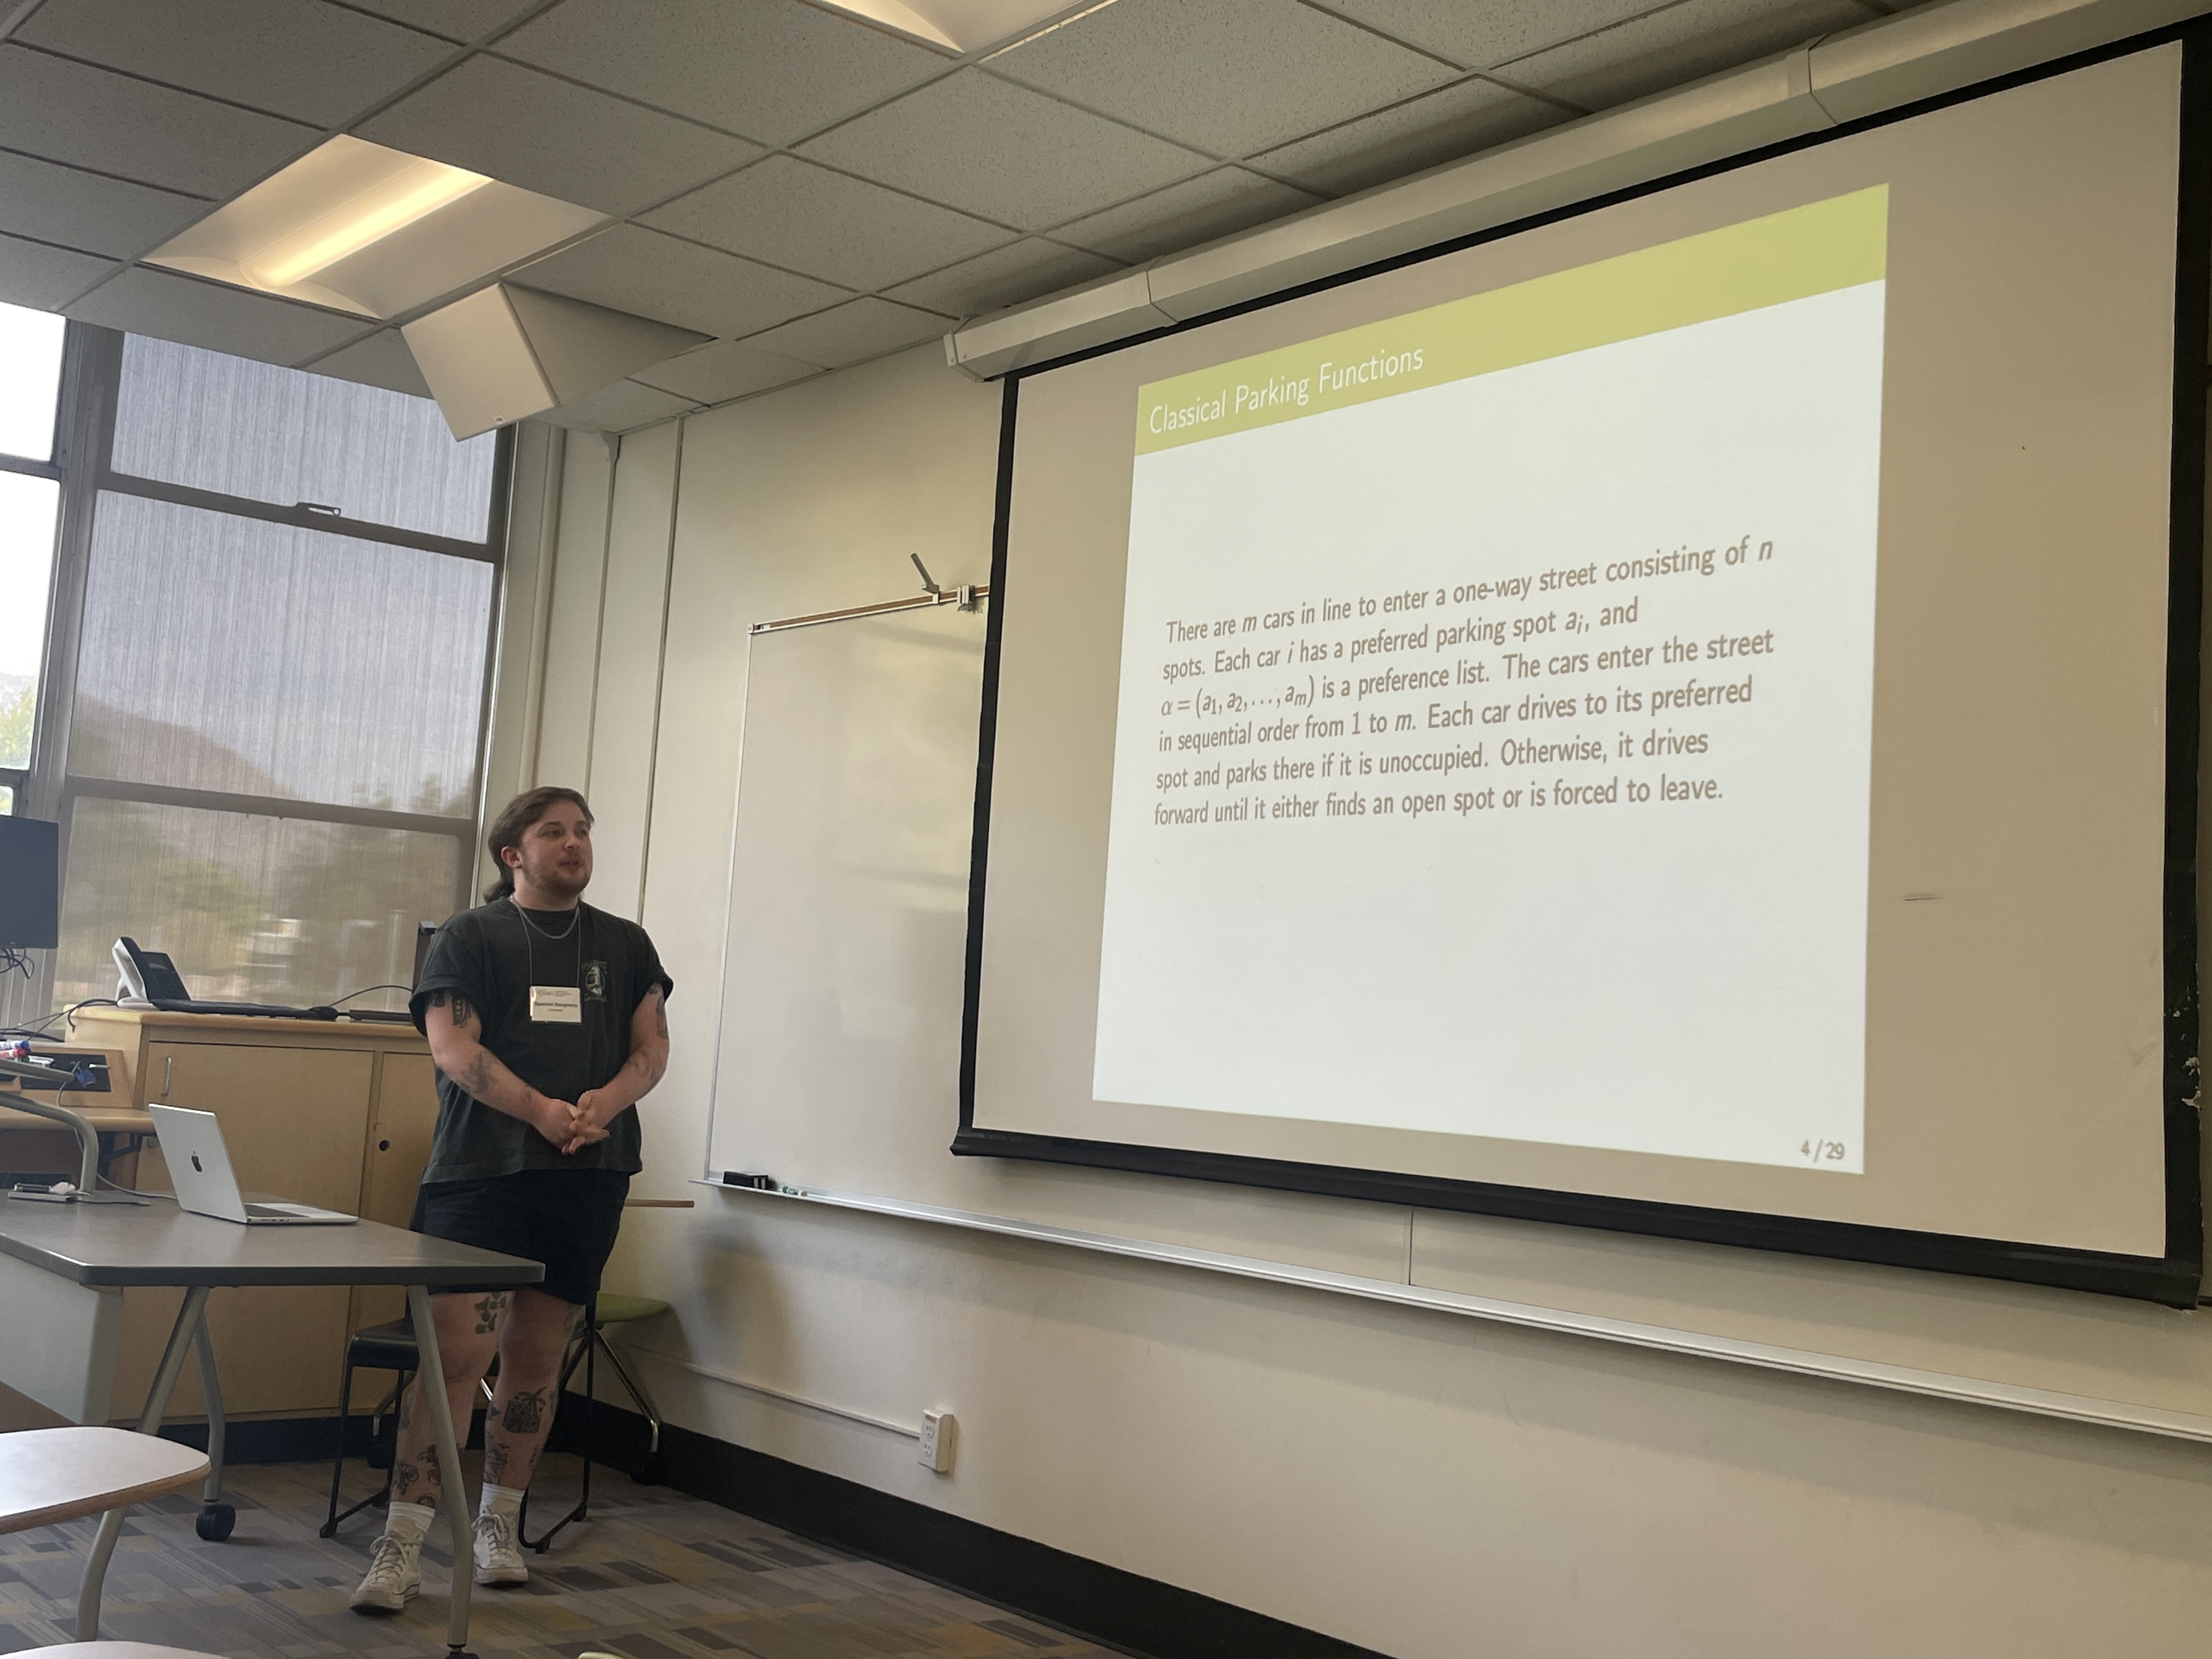 Classical Parking Functions
There are m cars in line to enter a one-way street consisting of n
spots. Each car i has a preferred parking spot aᵢ, and
α = (a₁, a₂, ..., aₘ) is a preference list. The cars enter the street
in sequential order from 1 to m. Each car drives to its preferred
spot and parks there if it is unoccupied. Otherwise, it drives
forward until it either finds an open spot or is forced to leave.
4 / 29